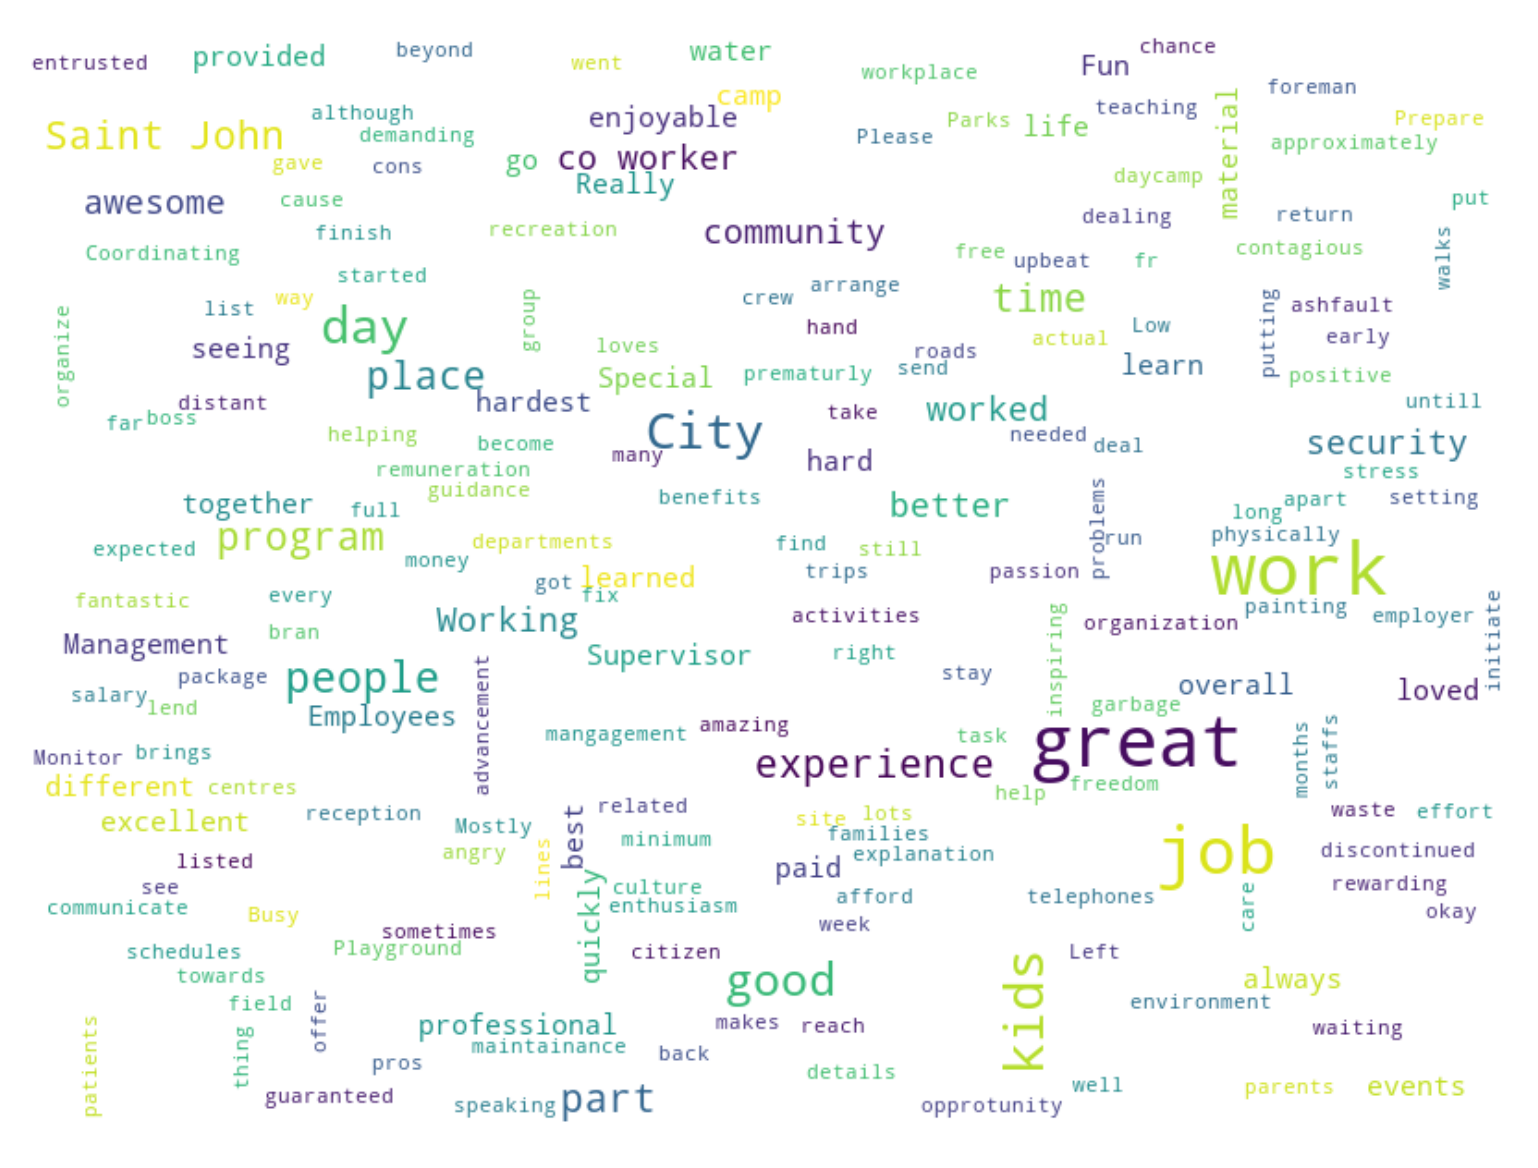 entrusted
provided
beyond
went
water
workplace
Fun
chance
foreman
camp
although
demanding
enjoyable
Please
Parks
life
teaching
material
Prepare
approximately
Saint John
gave
cons
go
co worker
Really
daycamp
awesome
cause
dealing
return
put
finish
recreation
community
free
upbeat
fr
contagious
walks
Coordinating
started
list
way
group
crew
arrange
time
putting
ashfault
organize
day
seeing
hand
actual
Low
early
loves
roads
place
Special
prematurly
send
learn
positive
distant
hardest
take
worked
untill
far
boss
helping
become
City
many
hard
needed
deal
security
remuneration
guidance
benefits
stress
together
full
better
problems
long
apart
setting
program
expected
money
departments
find
still
run
physically
work
fantastic
every
got
learned
fix
trips
passion
painting
employer
initiate
bran
Working
activities
organization
Management
Supervisor
right
inspiring
package
people
stay
overall
loved
salary
lend
Employees
advancement
garbage
Monitor
brings
mangagement
amazing
task
great
months
staffs
different
centres
experience
help
freedom
excellent
reception
Mostly
best
related
site
lots
waste
effort
listed
angry
lines
minimum
families
explanation
job
discontinued
see
paid
rewarding
communicate
Busy
quickly
culture
enthusiasm
afford
telephones
care
okay
sometimes
week
schedules
Playground
citizen
Left
towards
good
kids
always
field
offer
environment
patients
thing
professional
makes
reach
waiting
pros
maintainance
back
details
guaranteed
speaking
part
opprotunity
well
parents
events